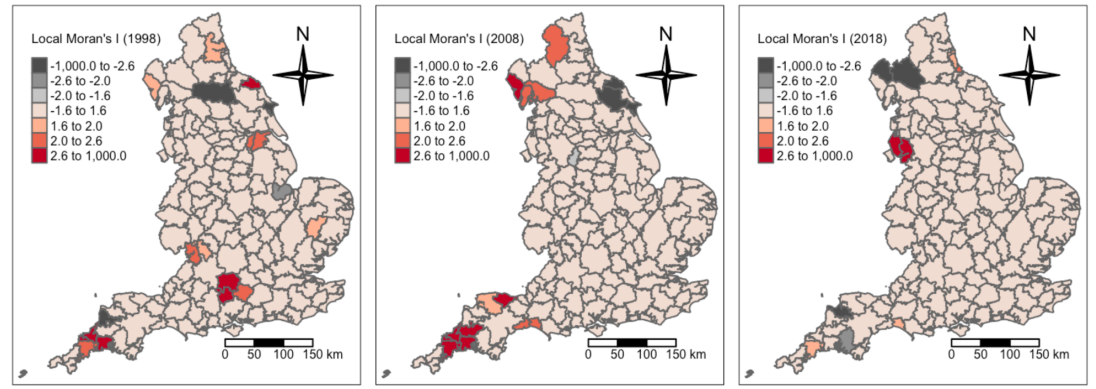 Local Moran's I (1998)
N
-1,000.0 to -2.6
-2.6 to -2.0
-2.0 to -1.6
-1.6 to 1.6
1.6 to 2.0
2.0 to 2.6
2.6 to 1,000.0
0 50 100 150 km
Local Moran's I (2008)
N
-1,000.0 to -2.6
-2.6 to -2.0
-2.0 to -1.6
-1.6 to 1.6
1.6 to 2.0
2.0 to 2.6
2.6 to 1,000.0
0 50 100 150 km
Local Moran's I (2018)
N
-1,000.0 to -2.6
-2.6 to -2.0
-2.0 to -1.6
-1.6 to 1.6
1.6 to 2.0
2.0 to 2.6
2.6 to 1,000.0
0 50 100 150 km